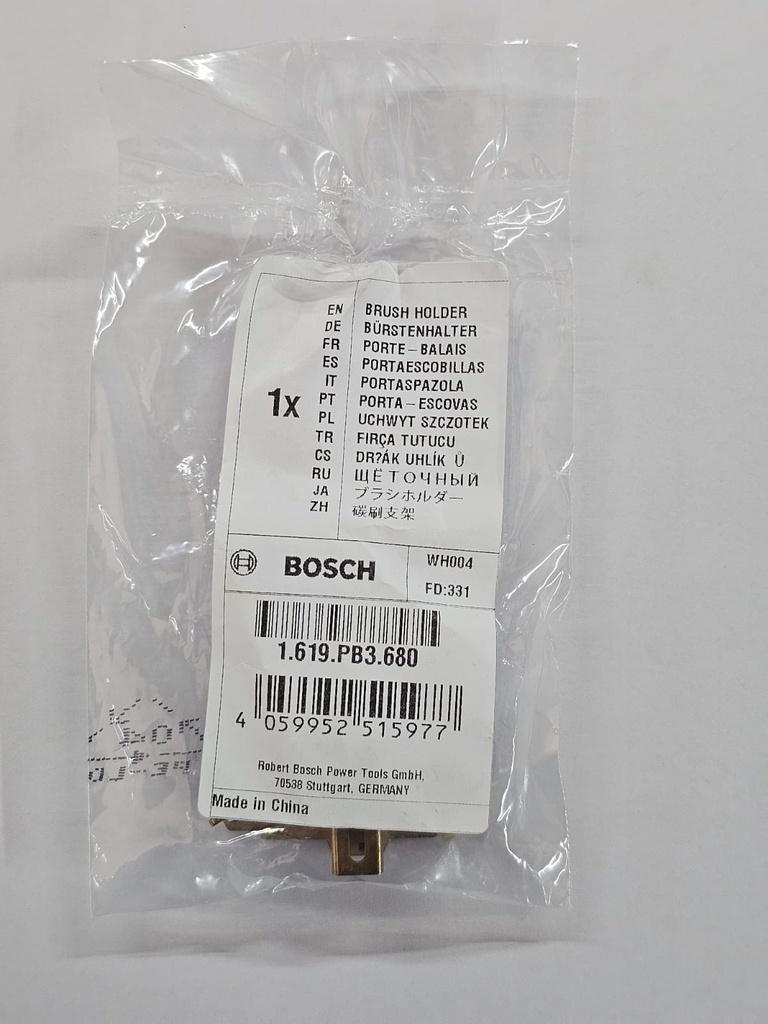 1x
EN BRUSH HOLDER
DE BÜRSTENHALTER
FR PORTE-BALAIS
ES PORTAESCOBILLAS
IT PORTASPAZOLA
PT PORTA-ESCOVAS
PL UCHWYT SZCZOTEK
TR FIRÇA TUTUCU
CS DR?ÁK UHLÍK Ů
RU ЩЁТОЧНЫЙ
JA ブラシホルダー
ZH 碳刷支架
BOSCH
WH004
FD:331
1.619.PB3.680
4 059952 515977
Robert Bosch Power Tools GmbH,
70538 Stuttgart, GERMANY
Made in China